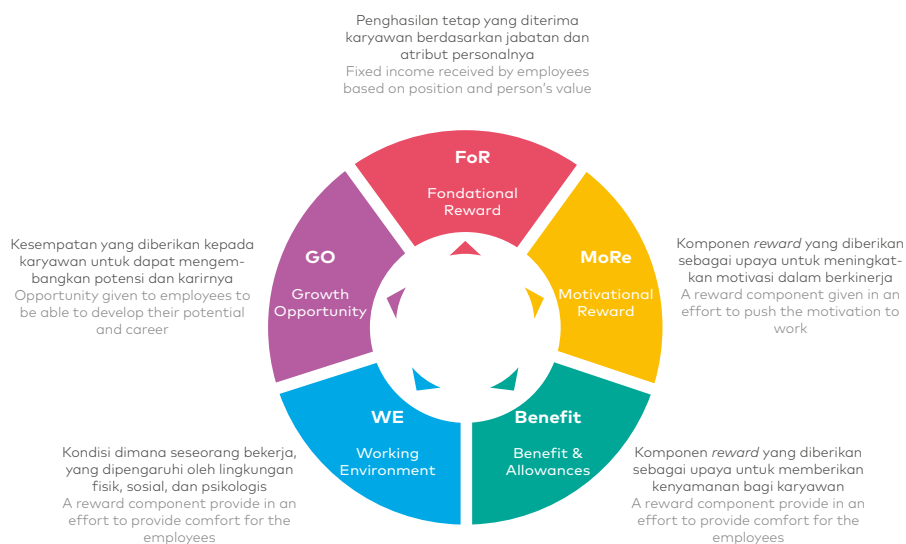 Penghasilan tetap yang diterima
karyawan berdasarkan jabatan dan
atribut personalnya
Fixed income received by employees
based on position and person's value
FoR
Fondational
Reward
MoRe
Motivational
Reward
Komponen reward yang diberikan
sebagai upaya untuk meningkat-
kan motivasi dalam berkinerja
A reward component given in an
effort to push the motivation to
work
Benefit
Benefit &
Allowances
Komponen reward yang diberikan
sebagai upaya untuk memberikan
kenyamanan bagi karyawan
A reward component provide in an
effort to provide comfort for the
employees
WE
Working
Environment
Kondisi dimana seseorang bekerja,
yang dipengaruhi oleh lingkungan
fisik, sosial, dan psikologis
A reward component provide in an
effort to provide comfort for the
employees
GO
Growth
Opportunity
Kesempatan yang diberikan kepada
karyawan untuk dapat mengem-
bangkan potensi dan karirnya
Opportunity given to employees to
be able to develop their potential
and career